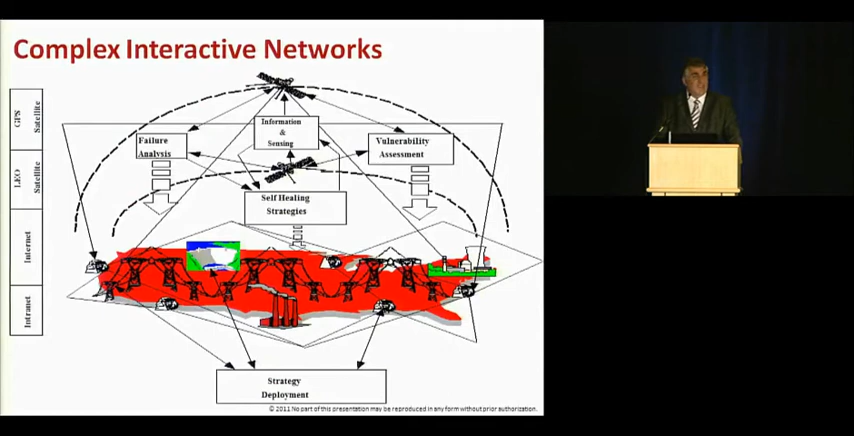 Complex Interactive Networks
GPS
Satellite
LEO
Satellite
Internet
Intranet
Information
&
Sensing
Failure
Analysis
Vulnerability
Assessment
Self Healing
Strategies
Strategy
Deployment
© 2011 No part of this presentation may be reproduced in any form without prior authorization.